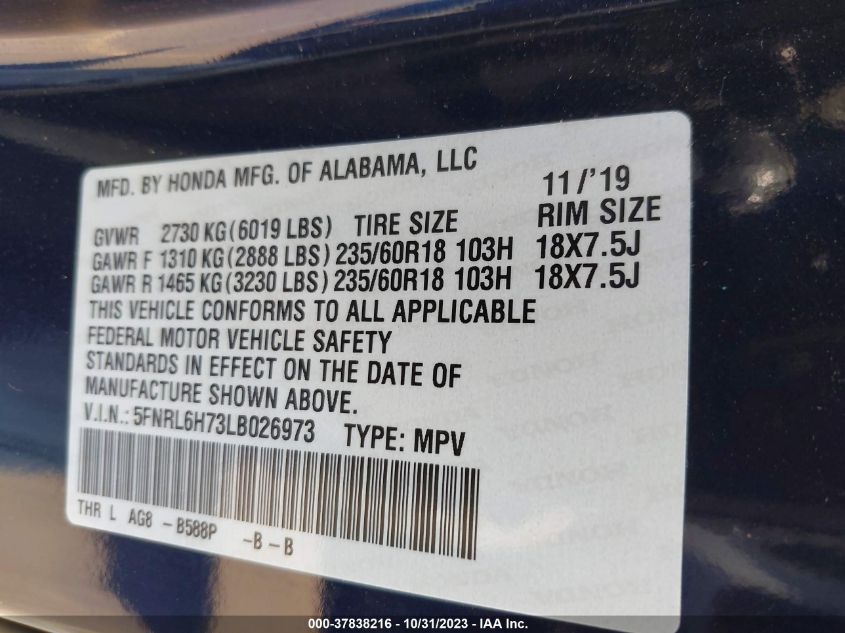 MFD. BY HONDA MFG. OF ALABAMA, LLC 11/'19
GVWR 2730 KG(6019 LBS) TIRE SIZE RIM SIZE
GAWR F 1310 KG(2888 LBS) 235/60R18 103H 18X7.5J
GAWR R 1465 KG(3230 LBS) 235/60R18 103H 18X7.5J
THIS VEHICLE CONFORMS TO ALL APPLICABLE
FEDERAL MOTOR VEHICLE SAFETY
STANDARDS IN EFFECT ON THE DATE OF
MANUFACTURE SHOWN ABOVE.
V.I.N.: 5FNRL6H73LB026973 TYPE: MPV
THR L AG8 -B588P -B-B
000-37838216 - 10/31/2023 - IAA Inc.